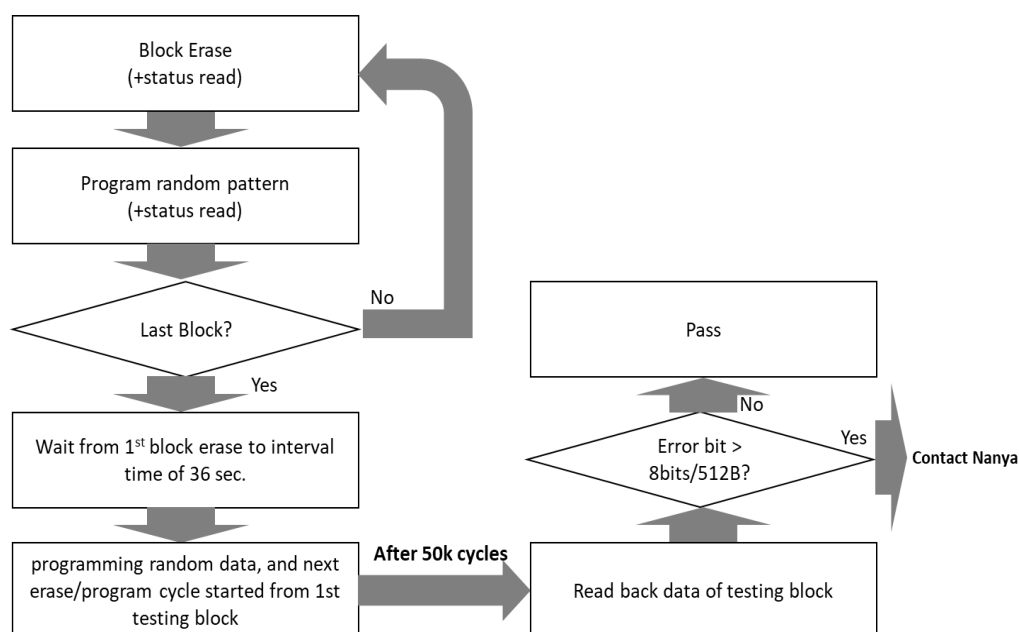 Block Erase
(+status read)
Program random pattern
(+status read)
Last Block?
No
Yes
Wait from 1st block erase to interval
time of 36 sec.
programming random data, and next
erase/program cycle started from 1st
testing block
After 50k cycles
Read back data of testing block
Error bit >
8bits/512B?
No
Yes
Pass
Contact Nanya